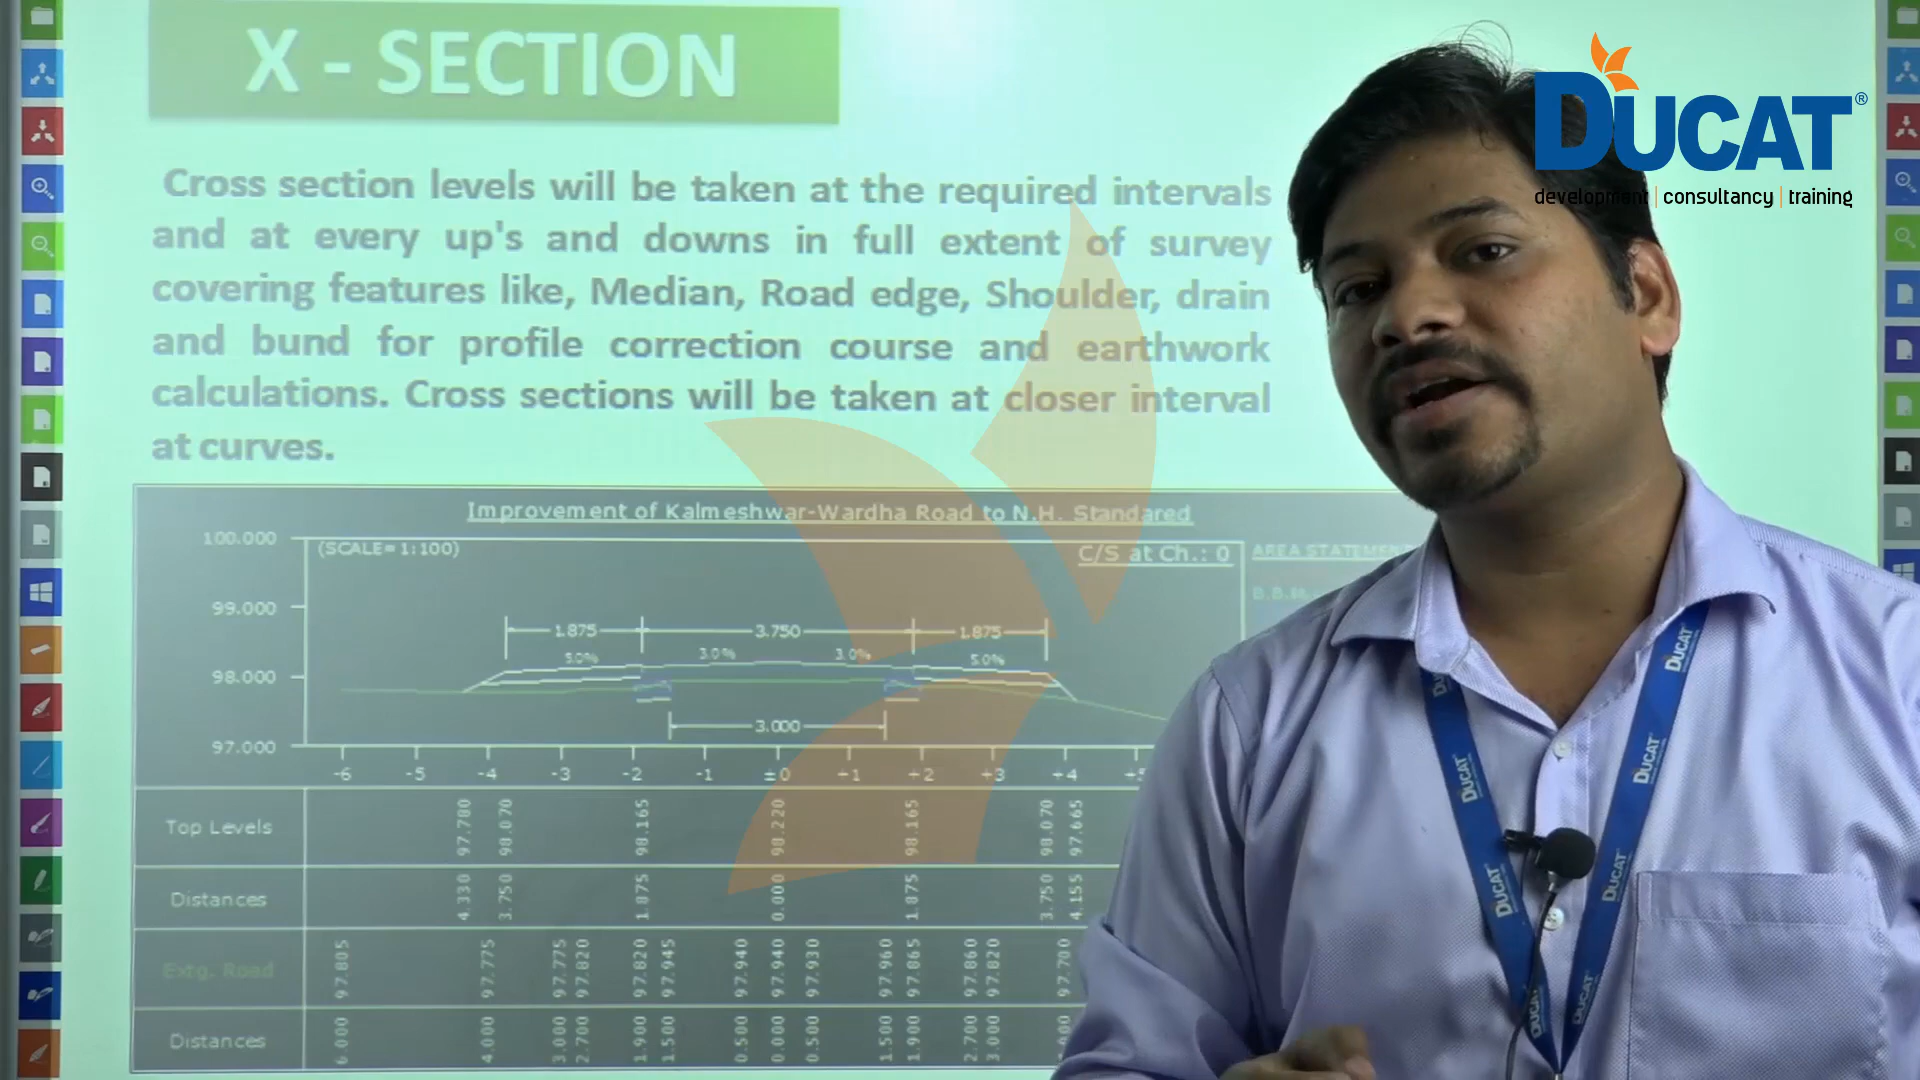 X - SECTION
DUCAT®
development | consultancy | training
Cross section levels will be taken at the required intervals
and at every up's and downs in full extent of survey
covering features like, Median, Road edge, Shoulder, drain
and bund for profile correction course and earthwork
calculations. Cross sections will be taken at closer interval
at curves.
Improvement of Kalmeshwar-Wardha Road to N.H. Standared
100.000 (SCALE=1:100) C/S at Ch.: 0
99.000
98.000
97.000
1.875 3.750 1.875
5.0% 3.0% 3.0% 5.0%
3.000
-6 -5 -4 -3 -2 -1 ±0 +1 +2 +3 +4
Top Levels 97.780 98.070 98.165 98.220 98.165 98.070 97.665
Distances 4.330 3.750 1.875 0.000 1.875 3.750 4.155
Extg. Road 97.805 97.775 97.775 97.820 97.820 97.945 97.940 97.940 97.930 97.960 97.865 97.860 97.820 97.700
Distances 6.000 4.000 3.000 2.700 1.900 1.500 0.500 0.000 0.500 1.500 1.900 2.700 3.000
DUCAT
DUCAT
DUCAT
DUCAT
DUCAT